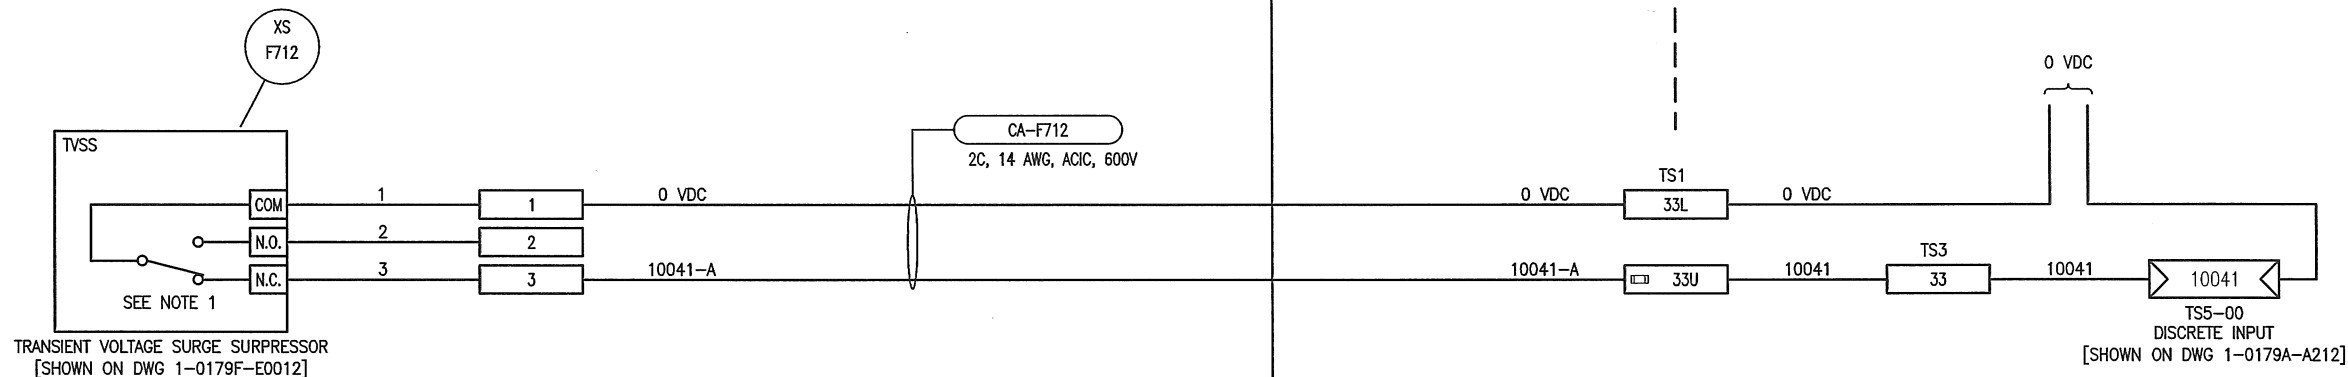 XS
F712
0 VDC
TVSS
CA-F712
2C, 14 AWG, ACIC, 600V
TS1
COM
1
1
0 VDC
0 VDC
33L
0 VDC
N.O.
2
2
TS3
N.C.
3
3
10041-A
10041-A
33U
10041
33
10041
10041
SEE NOTE 1
TS5-00
DISCRETE INPUT
[SHOWN ON DWG 1-0179A-A212]
TRANSIENT VOLTAGE SURGE SURPRESSOR
[SHOWN ON DWG 1-0179F-E0012]